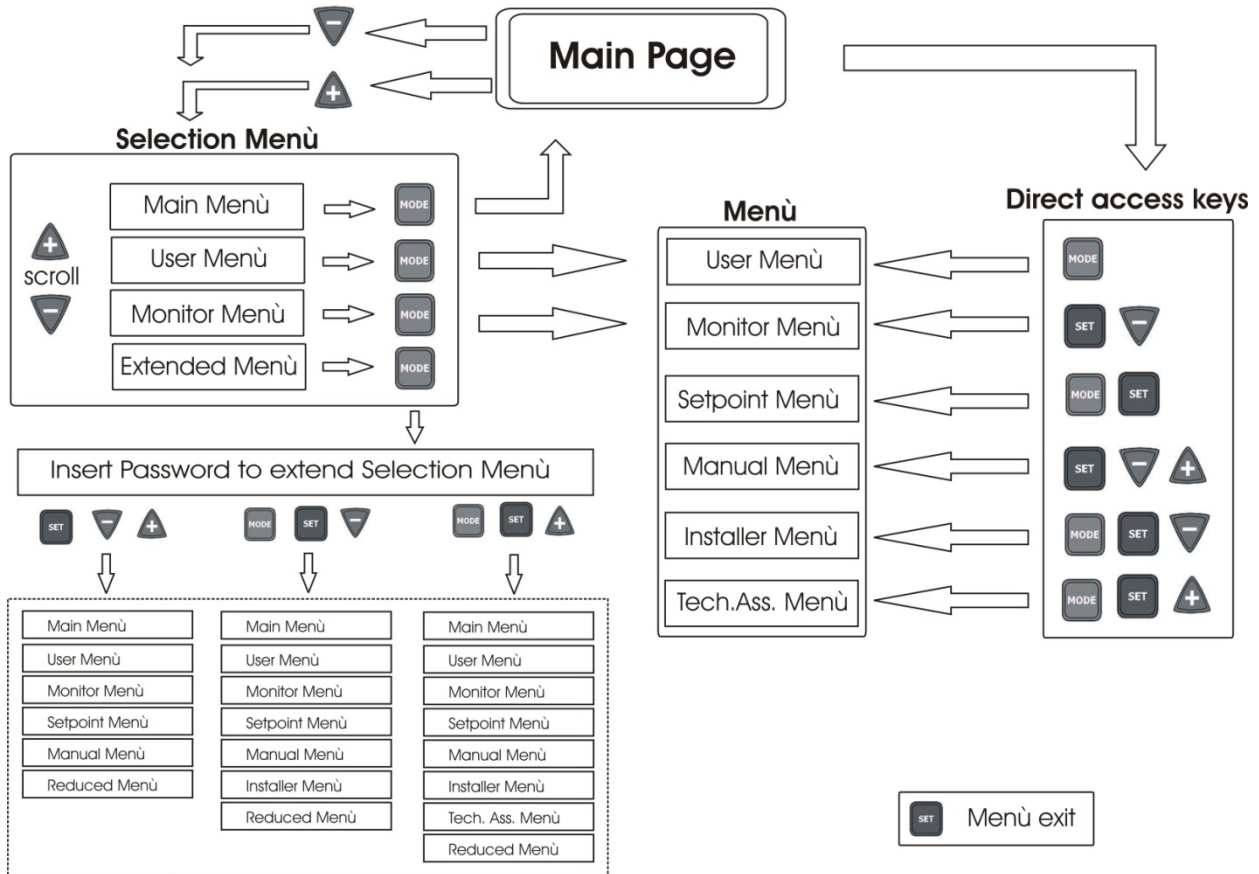 Main Page
−
+
Selection Menù
+
scroll
−
Main Menù MODE
User Menù MODE
Monitor Menù MODE
Extended Menù MODE
Insert Password to extend Selection Menù
SET − +
MODE SET −
MODE SET +
Main Menù
User Menù
Monitor Menù
Setpoint Menù
Manual Menù
Reduced Menù
Main Menù
User Menù
Monitor Menù
Setpoint Menù
Manual Menù
Installer Menù
Reduced Menù
Main Menù
User Menù
Monitor Menù
Setpoint Menù
Manual Menù
Installer Menù
Tech. Ass. Menù
Reduced Menù
Menù
User Menù
Monitor Menù
Setpoint Menù
Manual Menù
Installer Menù
Tech.Ass. Menù
Direct access keys
MODE
SET −
MODE SET
SET − +
MODE SET −
MODE SET +
SET Menù exit